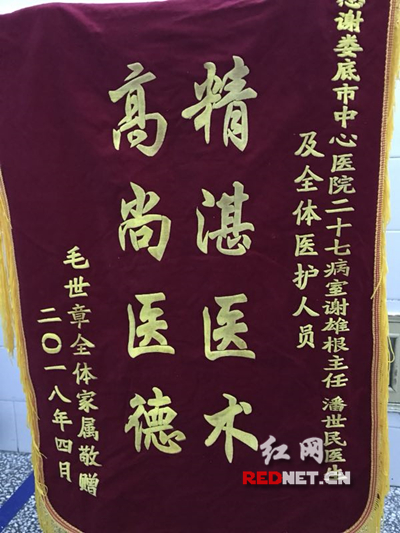 感谢娄底市中心医院二十七病室谢雄根主任 潘世民医生
及全体医护人员
精湛医术
高尚医德
毛世章全体家属敬赠
二〇一八年四月
红网
REDNET.CN